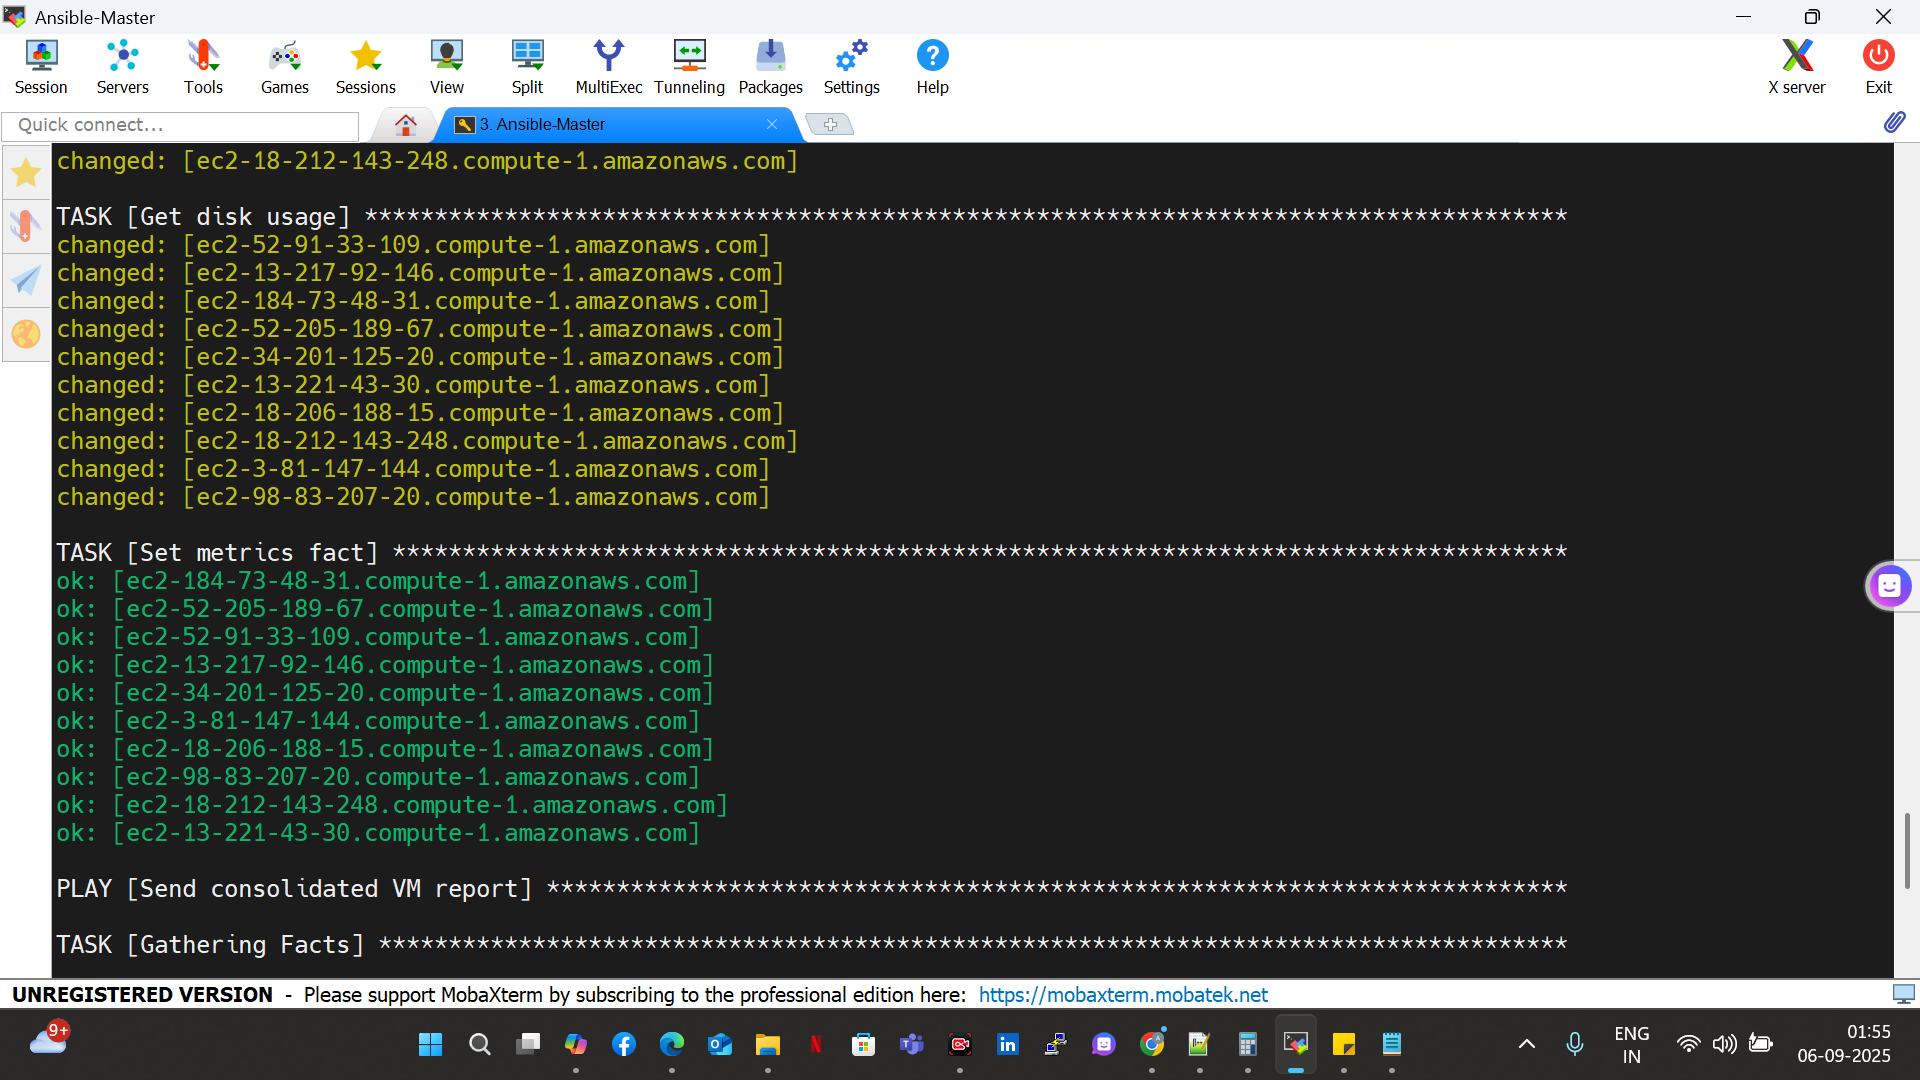 Ansible-Master
Session Servers Tools Games Sessions View Split MultiExec Tunneling Packages Settings Help X server Exit
Quick connect... 3. Ansible-Master
changed: [ec2-18-212-143-248.compute-1.amazonaws.com]
TASK [Get disk usage] **************************************************************************************
changed: [ec2-52-91-33-109.compute-1.amazonaws.com]
changed: [ec2-13-217-92-146.compute-1.amazonaws.com]
changed: [ec2-184-73-48-31.compute-1.amazonaws.com]
changed: [ec2-52-205-189-67.compute-1.amazonaws.com]
changed: [ec2-34-201-125-20.compute-1.amazonaws.com]
changed: [ec2-13-221-43-30.compute-1.amazonaws.com]
changed: [ec2-18-206-188-15.compute-1.amazonaws.com]
changed: [ec2-18-212-143-248.compute-1.amazonaws.com]
changed: [ec2-3-81-147-144.compute-1.amazonaws.com]
changed: [ec2-98-83-207-20.compute-1.amazonaws.com]
TASK [Set metrics fact] ************************************************************************************
ok: [ec2-184-73-48-31.compute-1.amazonaws.com]
ok: [ec2-52-205-189-67.compute-1.amazonaws.com]
ok: [ec2-52-91-33-109.compute-1.amazonaws.com]
ok: [ec2-13-217-92-146.compute-1.amazonaws.com]
ok: [ec2-34-201-125-20.compute-1.amazonaws.com]
ok: [ec2-3-81-147-144.compute-1.amazonaws.com]
ok: [ec2-18-206-188-15.compute-1.amazonaws.com]
ok: [ec2-98-83-207-20.compute-1.amazonaws.com]
ok: [ec2-18-212-143-248.compute-1.amazonaws.com]
ok: [ec2-13-221-43-30.compute-1.amazonaws.com]
PLAY [Send consolidated VM report] *************************************************************************
TASK [Gathering Facts] *************************************************************************************
UNREGISTERED VERSION - Please support MobaXterm by subscribing to the professional edition here: https://mobaxterm.mobatek.net
9+
ENG
IN
01:55
06-09-2025